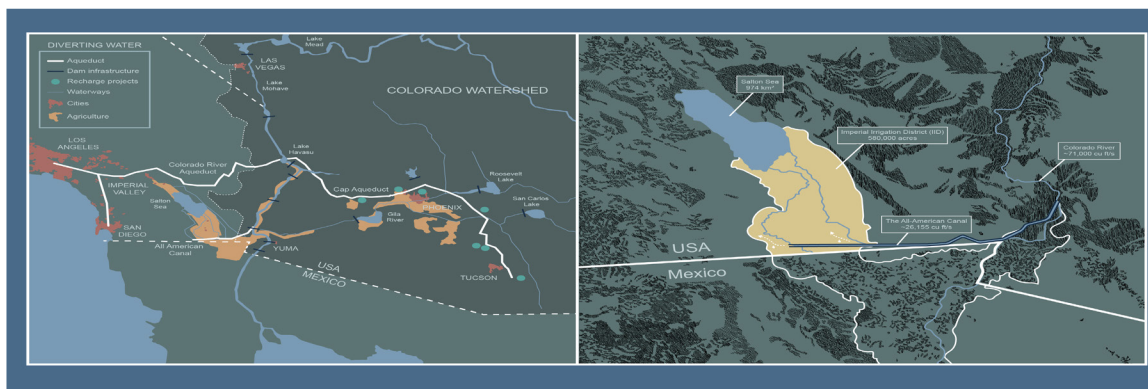 DIVERTING WATER
Aqueduct
Dam infrastructure
Recharge projects
Waterways
Cities
Agriculture
Lake
Mead
LAS
VEGAS
Lake
Mohave
COLORADO WATERSHED
LOS
ANGELES
Lake
Havasu
Colorado River
Aqueduct
IMPERIAL
VALLEY
Salton
Sea
SAN
DIEGO
All American
Canal
YUMA
Cap Aqueduct
PHOENIX
Gila
River
Roosevelt
Lake
San Carlos
Lake
TUCSON
USA
MEXICO
Salton Sea
974 km²
Imperial Irrigation District (IID)
580,000 acres
Colorado River
~71,000 cu ft/s
The All-American Canal
~26,155 cu ft/s
USA
Mexico